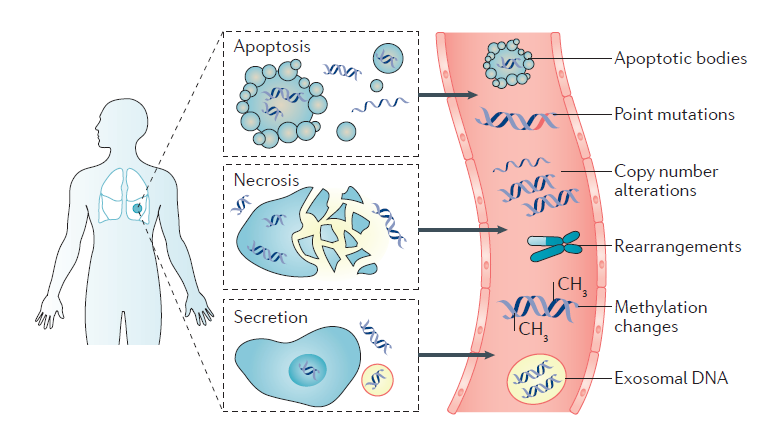 Apoptosis
Necrosis
Secretion
Apoptotic bodies
Point mutations
Copy number
alterations
Rearrangements
CH3
CH3
Methylation
changes
Exosomal DNA